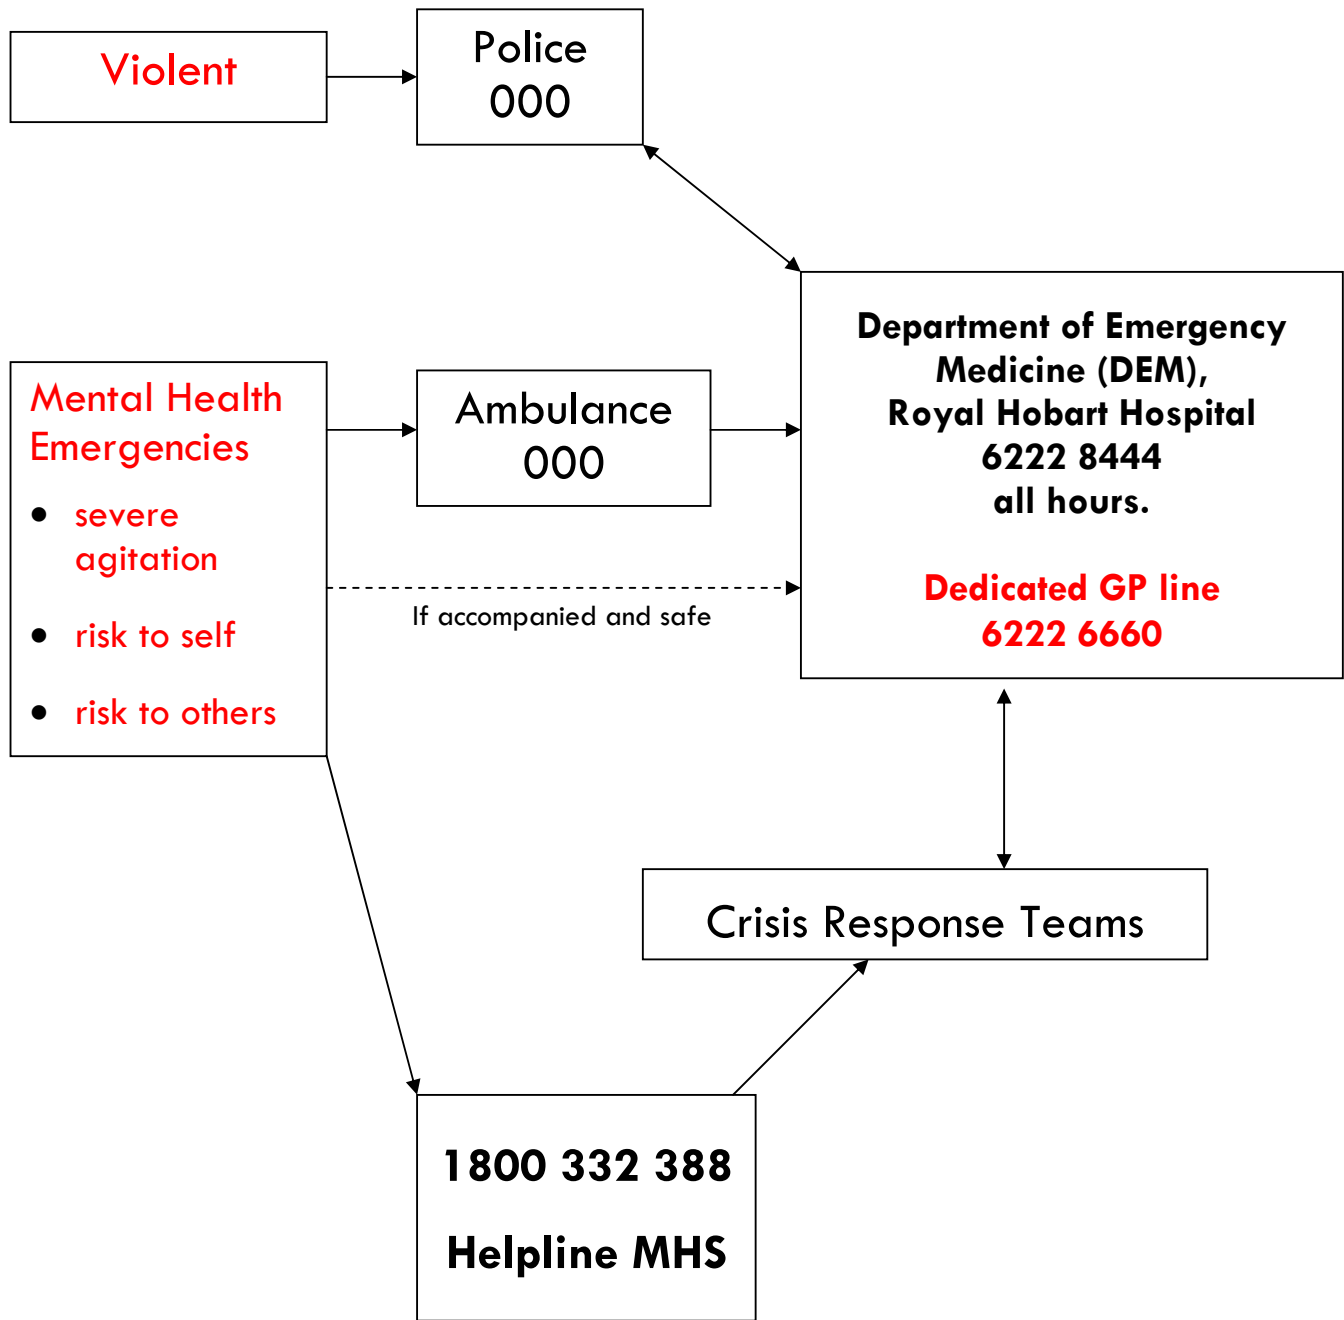 Violent
Police
000
Mental Health
Emergencies
• severe
agitation
• risk to self
• risk to others
Ambulance
000
If accompanied and safe
Department of Emergency
Medicine (DEM),
Royal Hobart Hospital
6222 8444
all hours.
Dedicated GP line
6222 6660
Crisis Response Teams
1800 332 388
Helpline MHS